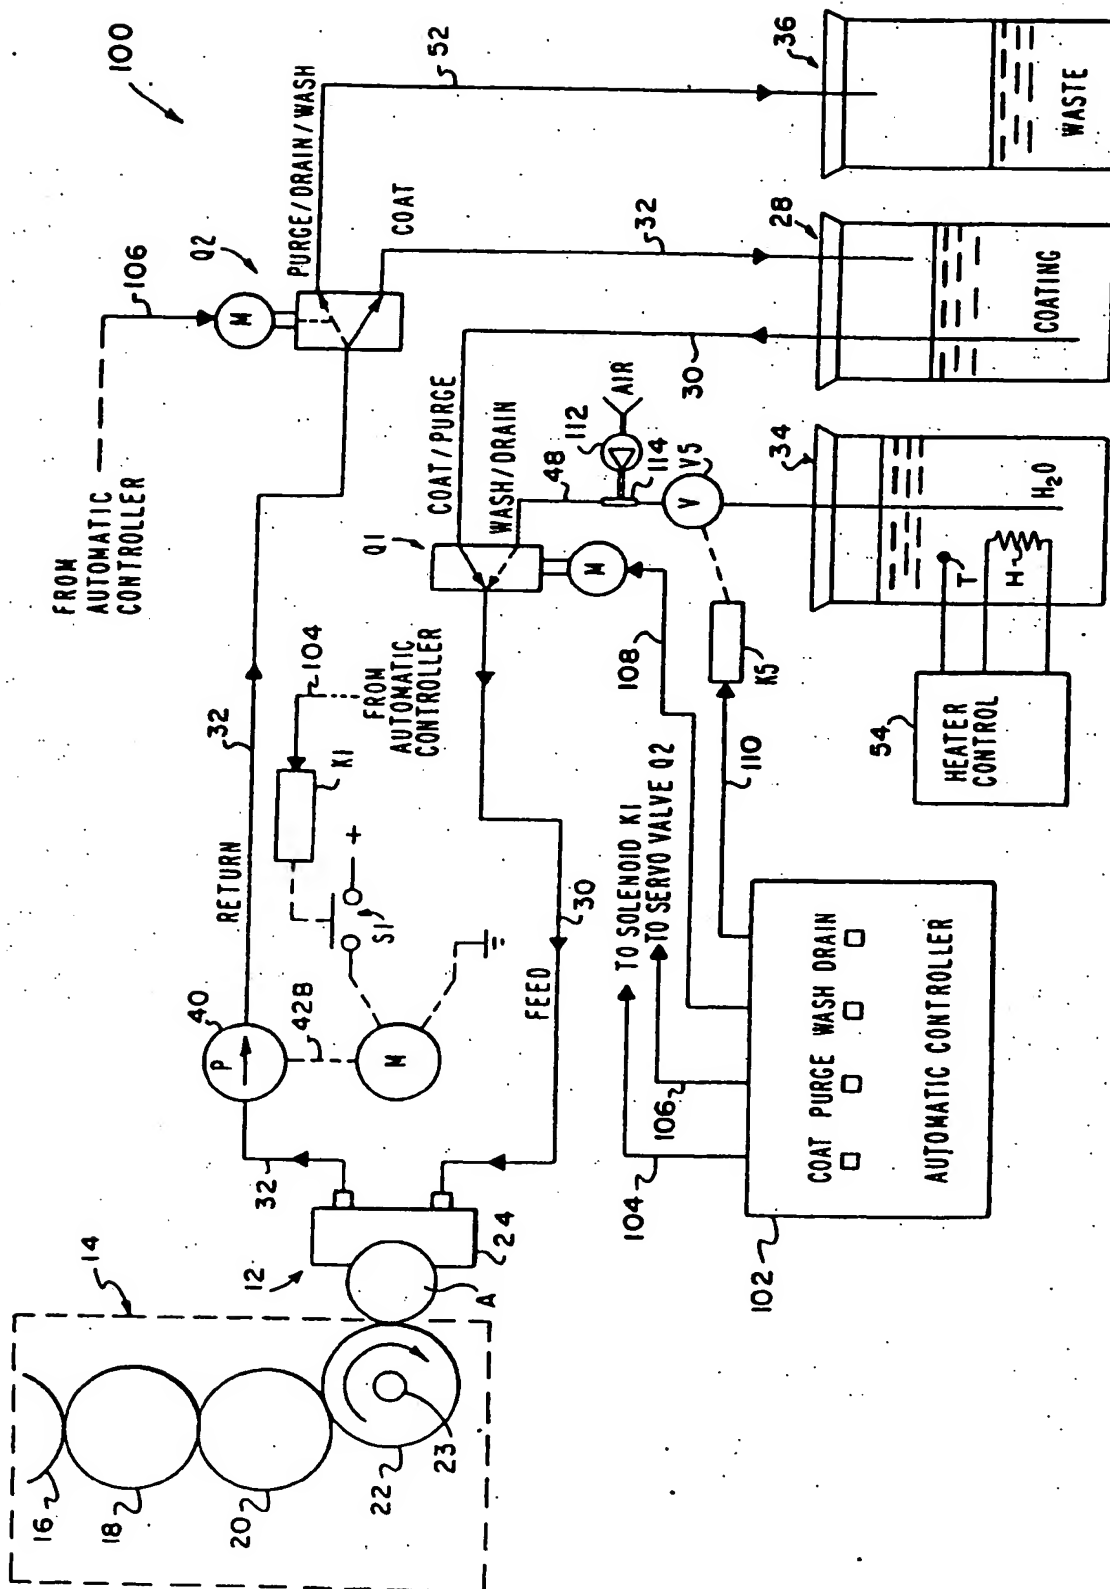 100
FROM
AUTOMATIC
CONTROLLER
106
Q2
M
PURGE/DRAIN/WASH
52
COAT
32
RETURN
32
40
P
42B
M
S1
+
K1
104
FROM
AUTOMATIC
CONTROLLER
Q1
COAT/PURGE
WASH/DRAIN
30
48
112
AIR
114
V5
V
M
108
K5
110
FEED
30
32
14
12
16
18
20
22
23
A
24
TO SOLENOID K1
TO SERVO VALVE Q2
104
106
102
COAT PURGE WASH DRAIN
AUTOMATIC CONTROLLER
54
HEATER
CONTROL
T
H
34
H2O
28
COATING
36
WASTE